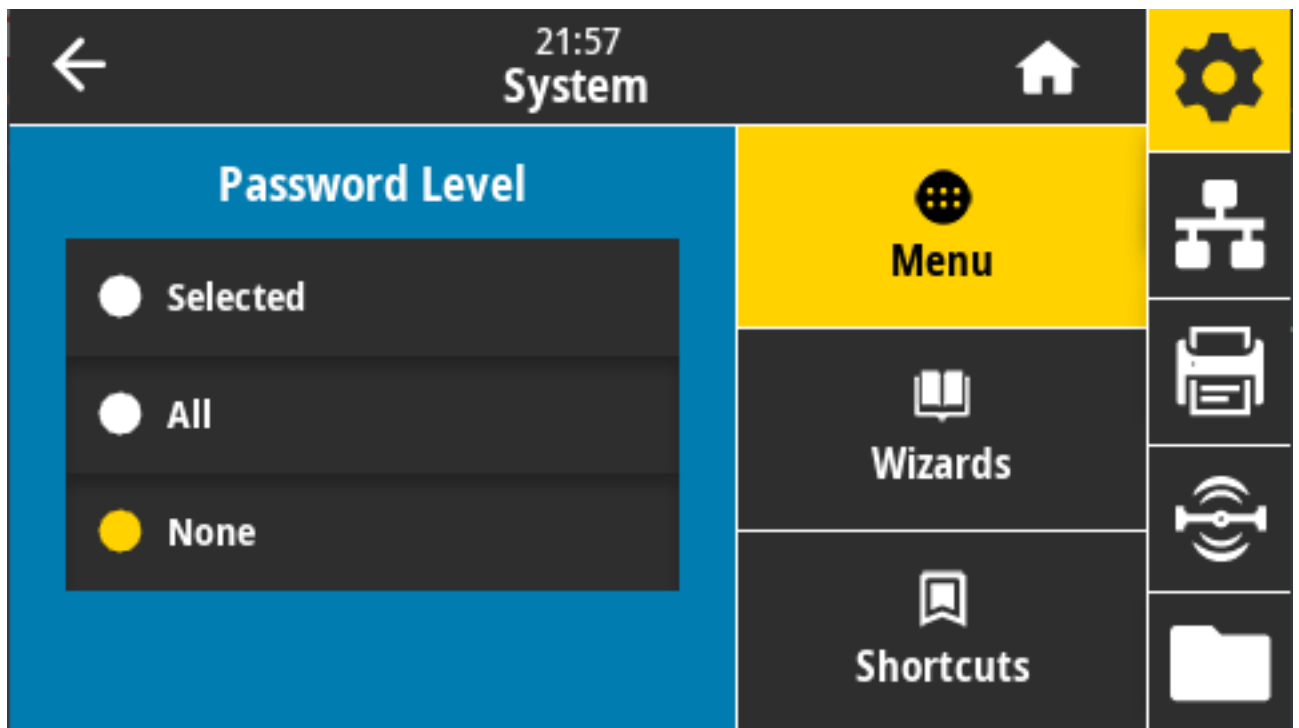 21:57
System
Password Level
Selected
All
None
Menu
Wizards
Shortcuts